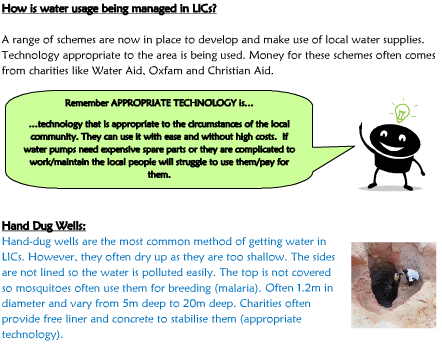 How is water usage being managed in LICs?
A range of schemes are now in place to develop and make use of local water supplies.
Technology appropriate to the area is being used. Money for these schemes often comes
from charities like Water Aid, Oxfam and Christian Aid.
Remember APPROPRIATE TECHNOLOGY is...
...technology that is appropriate to the circumstances of the local
community. They can use it with ease and without high costs. If
water pumps need expensive spare parts or they are complicated to
work/maintain the local people will struggle to use them/pay for
them.
Hand Dug Wells:
Hand-dug wells are the most common method of getting water in
LICs. However, they often dry up as they are too shallow. The sides
are not lined so the water is polluted easily. The top is not covered
so mosquitoes often use them for breeding (malaria). Often 1.2m in
diameter and vary from 5m deep to 20m deep. Charities often
provide free liner and concrete to stabilise them (appropriate
technology).